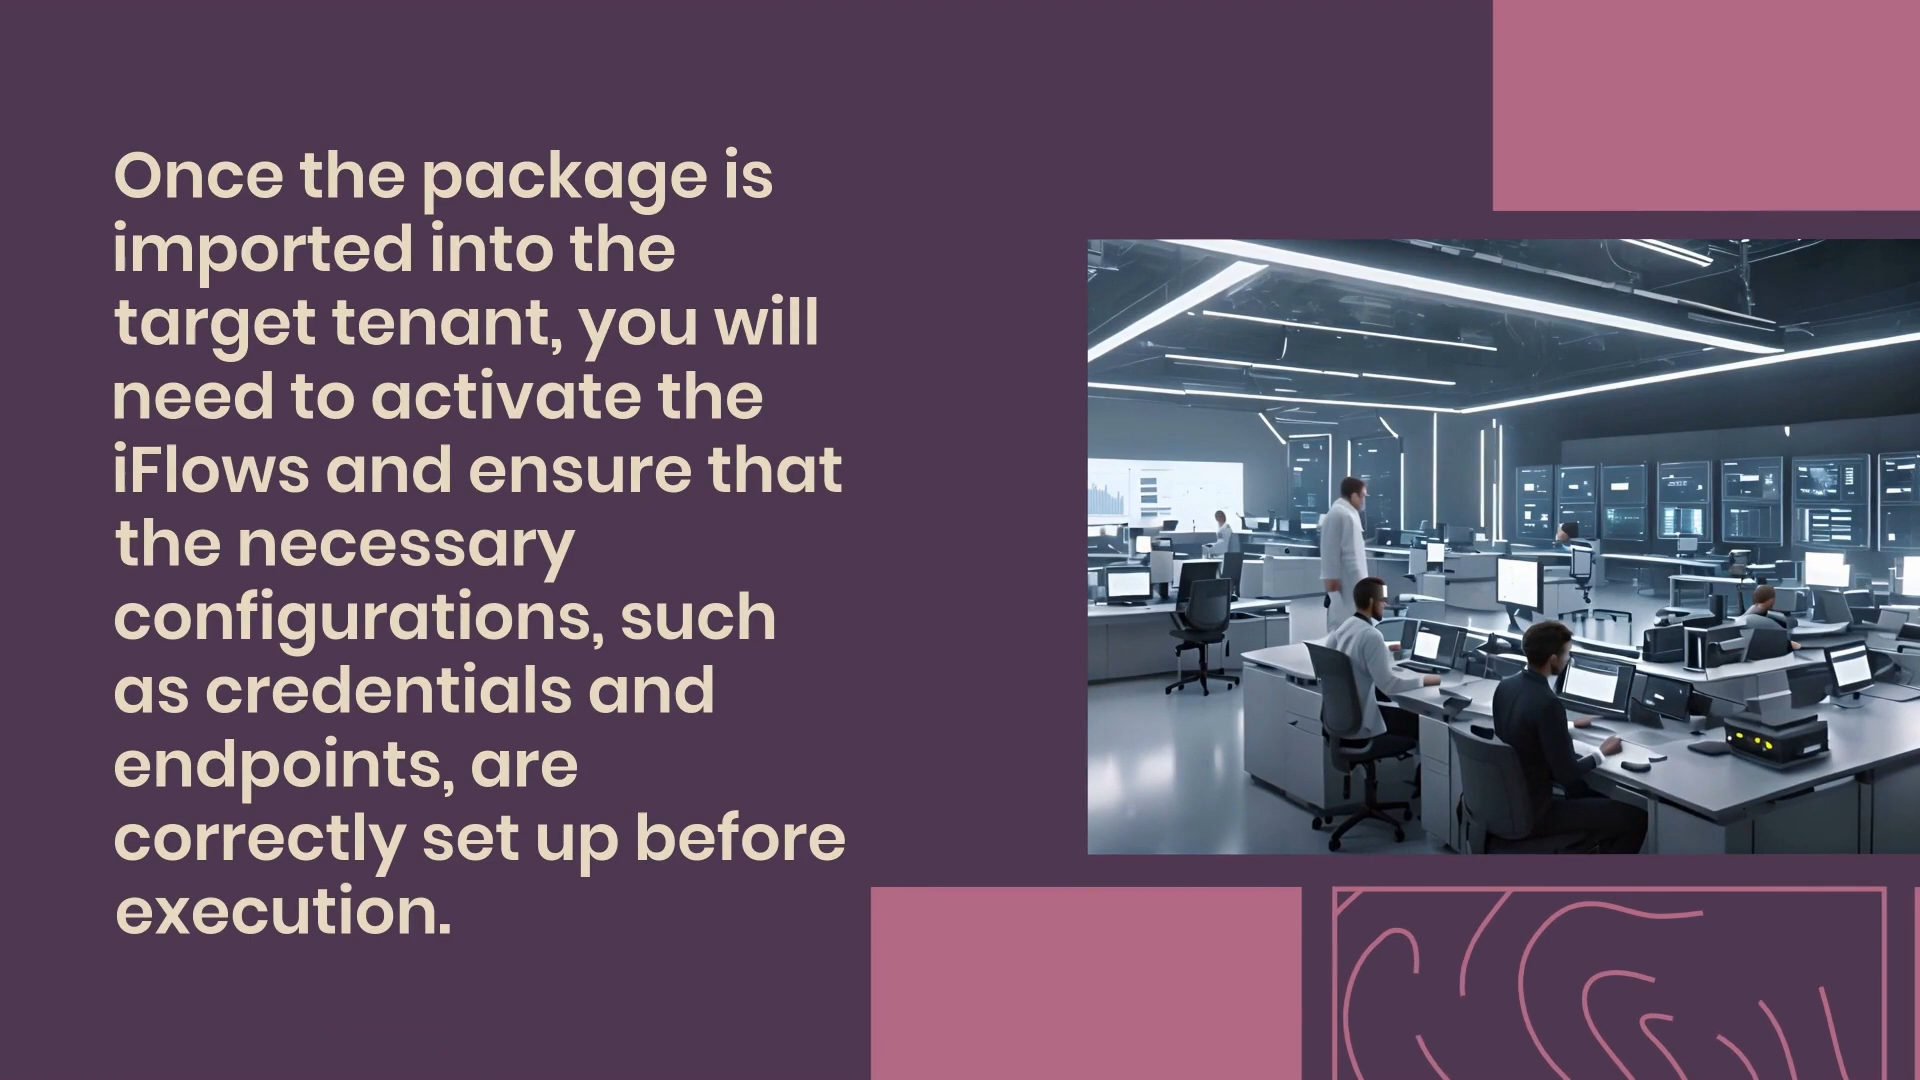 Once the package is
imported into the
target tenant, you will
need to activate the
iFlows and ensure that
the necessary
configurations, such
as credentials and
endpoints, are
correctly set up before
execution.